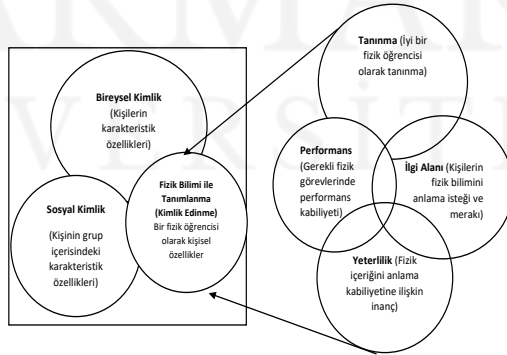 Bireysel Kimlik
(Kişilerin
karakteristik
özellikleri)
Sosyal Kimlik
(Kişinin grup
içerisindeki
karakteristik
özellikleri)
Fizik Bilimi ile
Tanımlanma
(Kimlik Edinme)
Bir fizik öğrencisi
olarak kişisel
özellikler
Tanınma (İyi bir
fizik öğrencisi
olarak tanınma)
Performans
(Gerekli fizik
görevlerinde
performans
kabiliyeti)
İlgi Alanı (Kişilerin
fizik bilimini
anlama isteği ve
merakı)
Yeterlilik (Fizik
içeriğini anlama
kabiliyetine ilişkin
inanç)